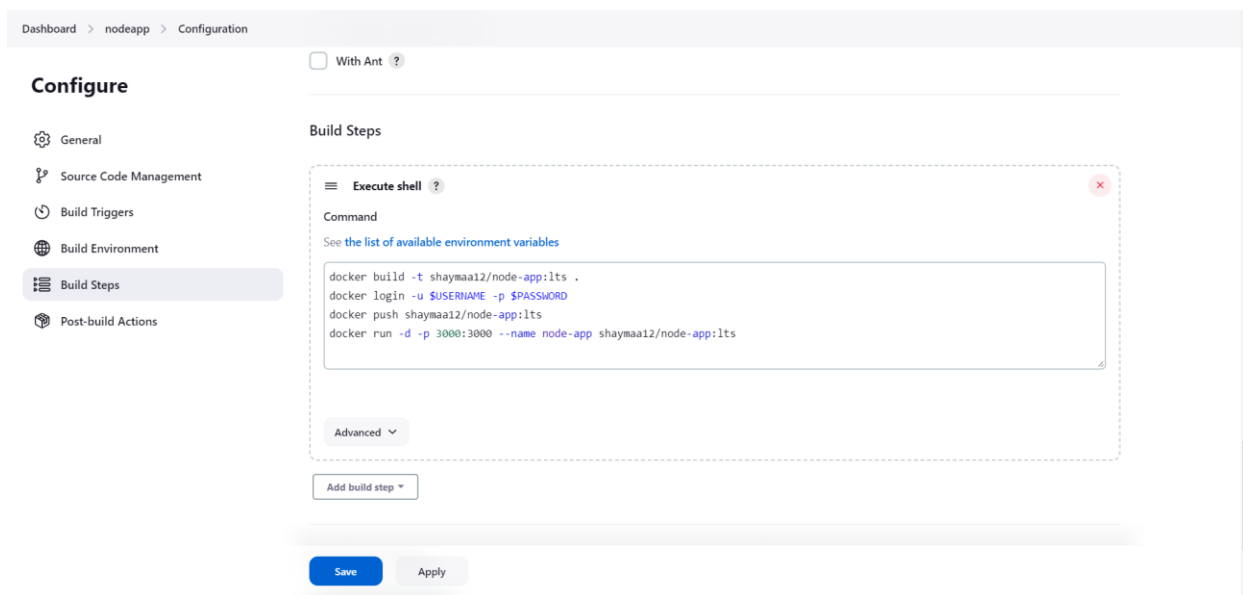 Dashboard > nodeapp > Configuration
Configure
General
Source Code Management
Build Triggers
Build Environment
Build Steps
Post-build Actions
With Ant ?
Build Steps
Execute shell ?
Command
See the list of available environment variables
docker build -t shaymaa12/node-app:lts .
docker login -u $USERNAME -p $PASSWORD
docker push shaymaa12/node-app:lts
docker run -d -p 3000:3000 --name node-app shaymaa12/node-app:lts
Advanced
Add build step
Save Apply